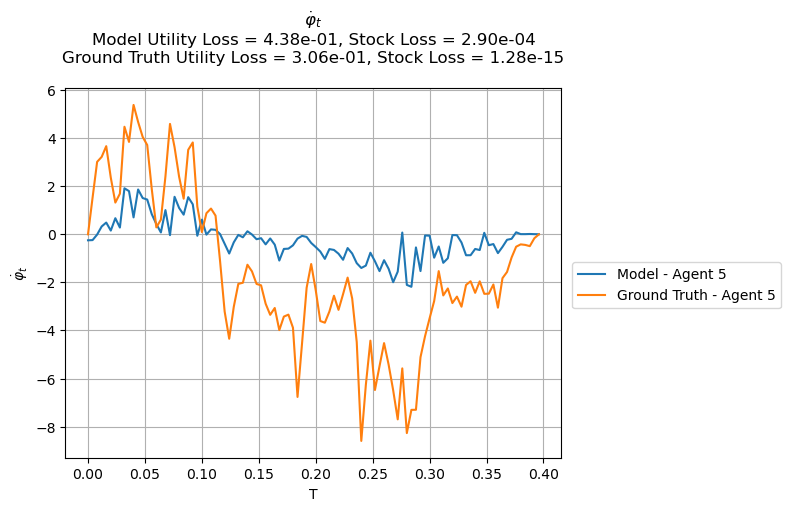 φ̇_t
Model Utility Loss = 4.38e-01, Stock Loss = 2.90e-04
Ground Truth Utility Loss = 3.06e-01, Stock Loss = 1.28e-15
6
4
2
0
−2
−4
−6
−8
φ̇_t
0.00 0.05 0.10 0.15 0.20 0.25 0.30 0.35 0.40
T
Model - Agent 5
Ground Truth - Agent 5